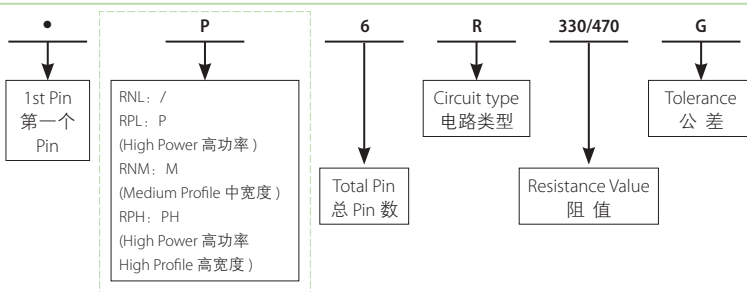 • P 6 R 330/470 G
1st Pin
第一个
Pin
RNL：/
RPL：P
(High Power 高功率 )
RNM：M
(Medium Profile 中宽度 )
RPH：PH
(High Power 高功率
High Profile 高宽度 )
Total Pin
总 Pin 数
Circuit type
电路类型
Resistance Value
阻 值
Tolerance
公 差